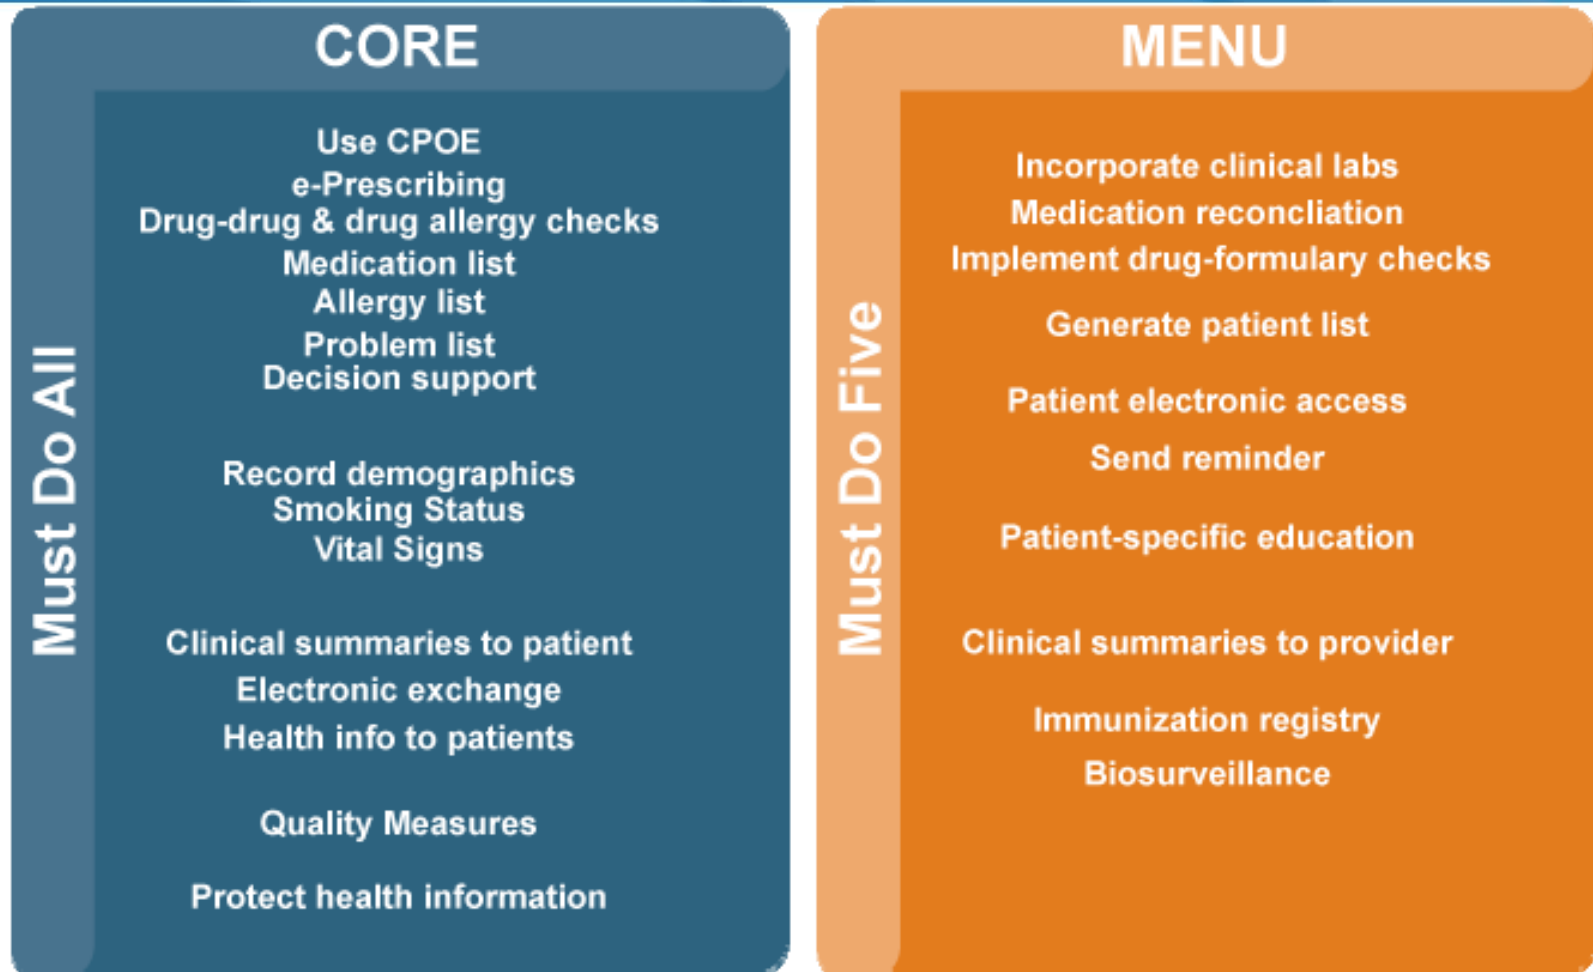 CORE
Must Do All
Use CPOE
e-Prescribing
Drug-drug & drug allergy checks
Medication list
Allergy list
Problem list
Decision support
Record demographics
Smoking Status
Vital Signs
Clinical summaries to patient
Electronic exchange
Health info to patients
Quality Measures
Protect health information
MENU
Must Do Five
Incorporate clinical labs
Medication reconcliation
Implement drug-formulary checks
Generate patient list
Patient electronic access
Send reminder
Patient-specific education
Clinical summaries to provider
Immunization registry
Biosurveillance